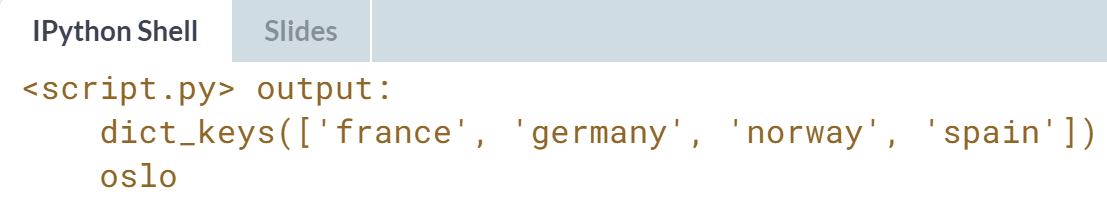 IPython Shell Slides
<script.py> output:
dict_keys(['france', 'germany', 'norway', 'spain'])
oslo